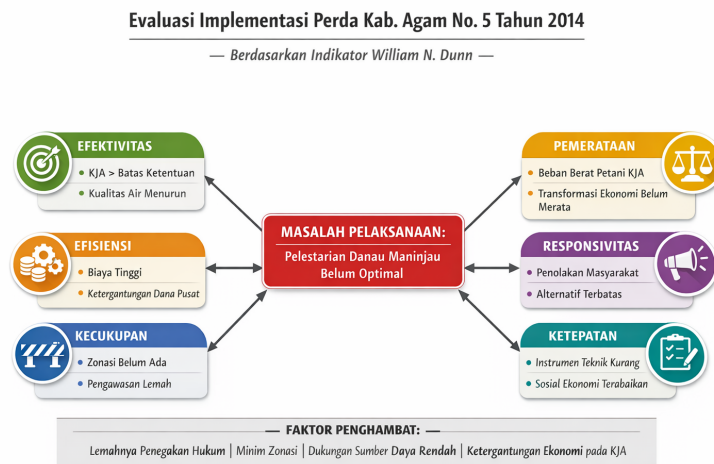 Evaluasi Implementasi Perda Kab. Agam No. 5 Tahun 2014
— Berdasarkan Indikator William N. Dunn —
EFEKTIVITAS
• KJA > Batas Ketentuan
• Kualitas Air Menurun
EFISIENSI
• Biaya Tinggi
• Ketergantungan Dana Pusat
KECUKUPAN
• Zonasi Belum Ada
• Pengawasan Lemah
MASALAH PELAKSANAAN:
Pelestarian Danau Maninjau
Belum Optimal
PEMERATAAN
• Beban Berat Petani KJA
• Transformasi Ekonomi Belum
Merata
RESPONSIVITAS
• Penolakan Masyarakat
• Alternatif Terbatas
KETEPATAN
• Instrumen Teknik Kurang
• Sosial Ekonomi Terabaikan
— FAKTOR PENGHAMBAT: —
Lemahnya Penegakan Hukum | Minim Zonasi | Dukungan Sumber Daya Rendah | Ketergantungan Ekonomi pada KJA